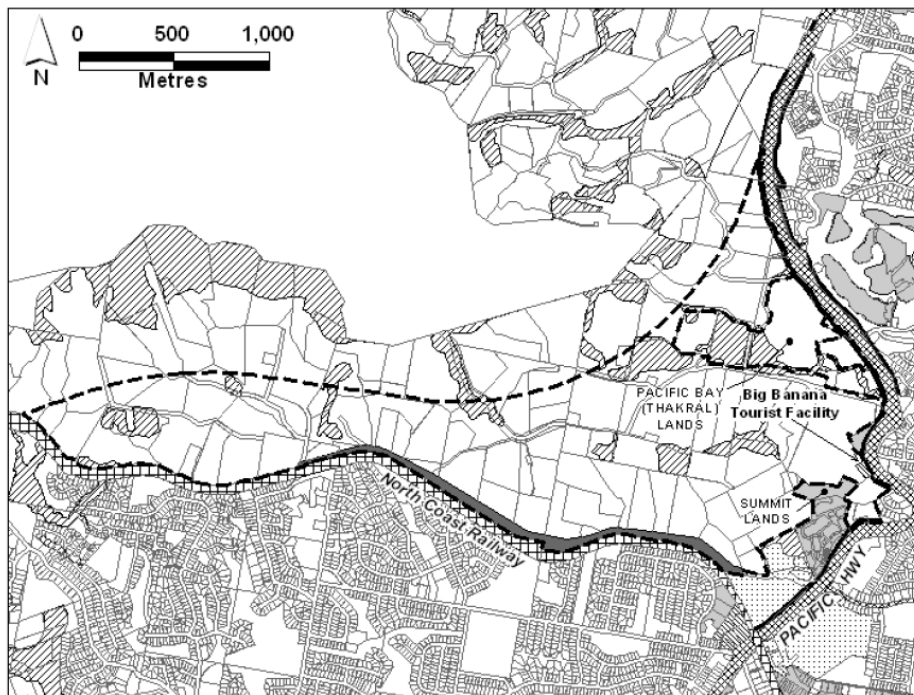 0 500 1,000
Metres
N
PACIFIC BAY
(THAKRAL)
LANDS
Big Banana
Tourist Facility
SUMMIT
LANDS
North Coast Railway
PACIFIC HWY